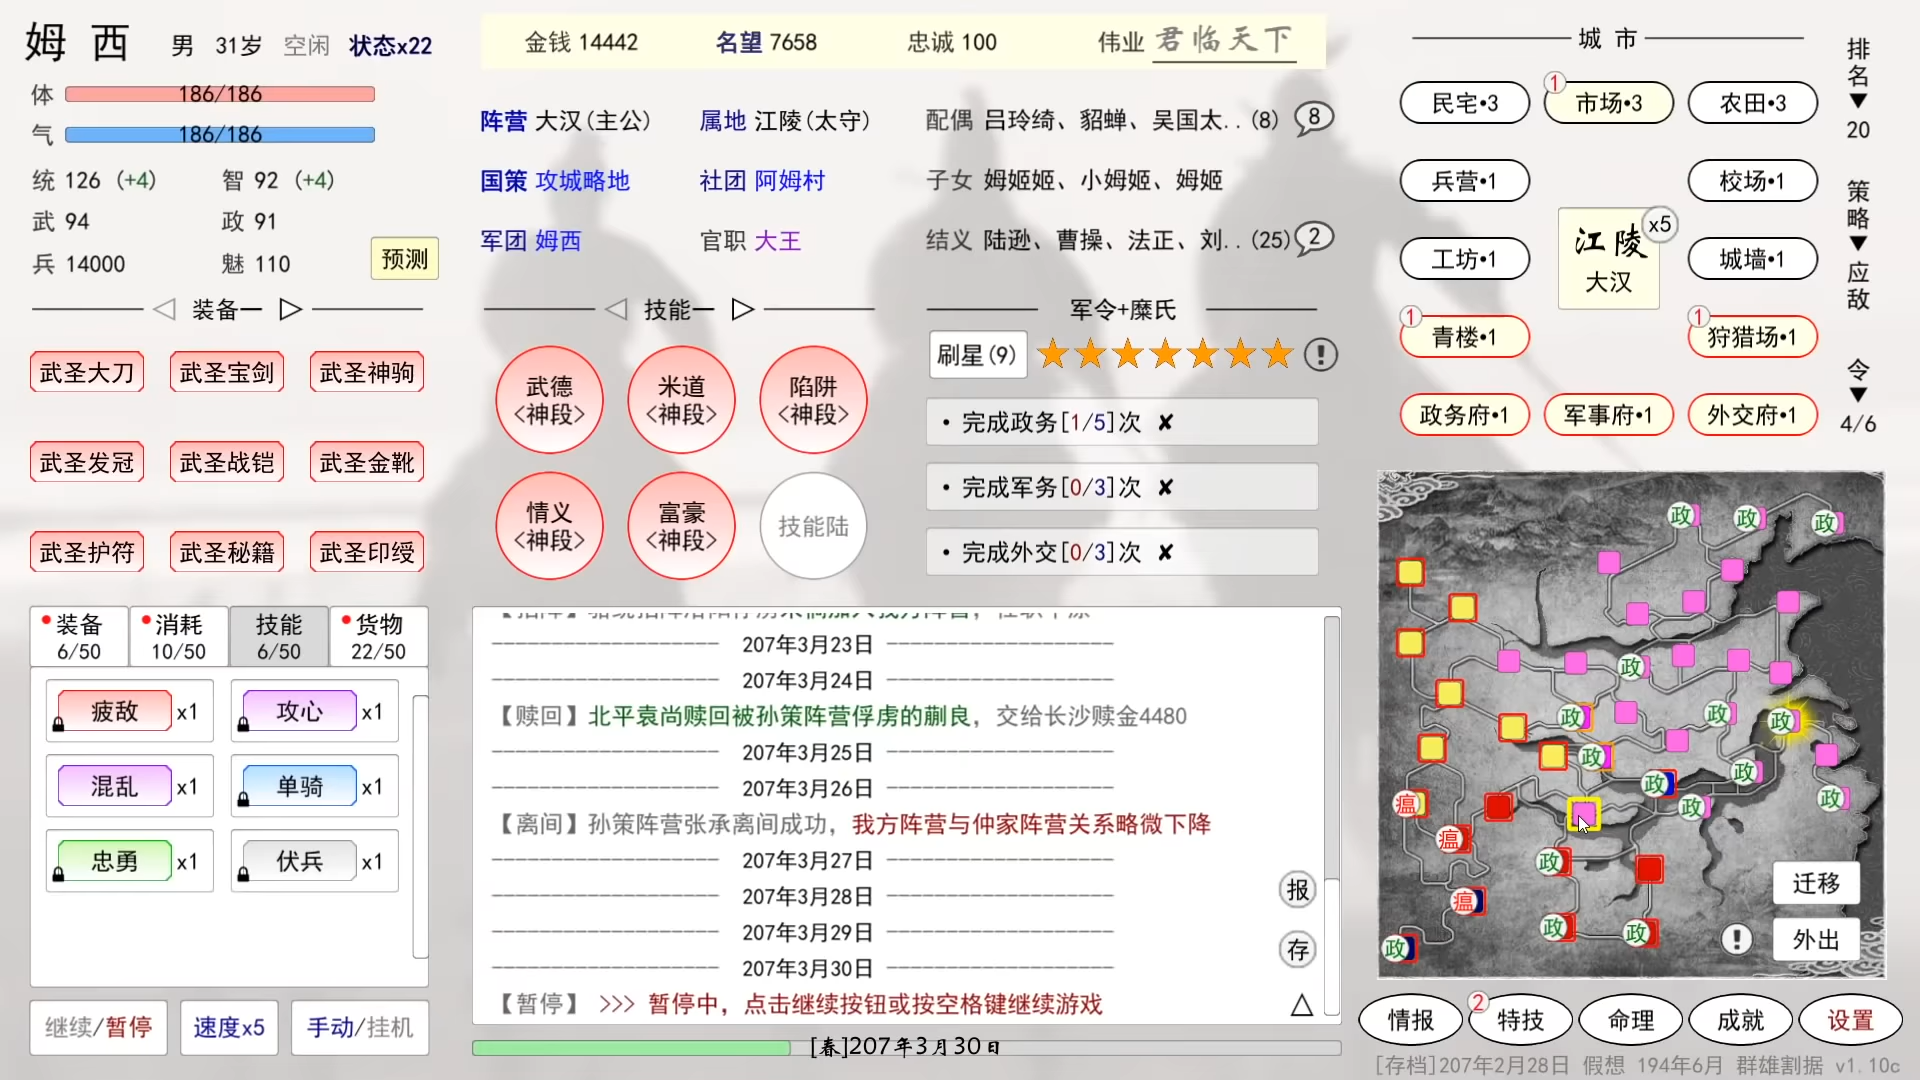 姆 西 男 31岁 空闲 状态x22
体 186/186
气 186/186
统 126 (+4) 智 92 (+4)
武 94 政 91
兵 14000 魅 110 预测
装备一
武圣大刀 武圣宝剑 武圣神驹
武圣发冠 武圣战铠 武圣金靴
武圣护符 武圣秘籍 武圣印绶
装备 6/50 消耗 10/50 技能 6/50 货物 22/50
疲敌 x1 攻心 x1
混乱 x1 单骑 x1
忠勇 x1 伏兵 x1
继续/暂停 速度x5 手动/挂机
金钱 14442 名望 7658 忠诚 100 伟业 君临天下
阵营 大汉(主公) 属地 江陵(太守) 配偶 吕玲绮、貂蝉、吴国太..(8) 8
国策 攻城略地 社团 阿姆村 子女 姆姬姬、小姆姬、姆姬
军团 姆西 官职 大王 结义 陆逊、曹操、法正、刘..(25) 2
技能一
武德 <神段> 米道 <神段> 陷阱 <神段>
情义 <神段> 富豪 <神段> 技能陆
军令+糜氏
刷星(9) ★★★★★★★ !
• 完成政务[1/5]次 ✘
• 完成军务[0/3]次 ✘
• 完成外交[0/3]次 ✘
207年3月23日
207年3月24日
【赎回】北平袁尚赎回被孙策阵营俘虏的蒯良，交给长沙赎金4480
207年3月25日
207年3月26日
【离间】孙策阵营张承离间成功，我方阵营与仲家阵营关系略微下降
207年3月27日
207年3月28日
207年3月29日
207年3月30日
【暂停】 >>> 暂停中，点击继续按钮或按空格键继续游戏
报
存
[春]207年3月30日
城 市
民宅•3 1 市场•3 农田•3
兵营•1 校场•1
工坊•1 江陵 大汉 x5 城墙•1
1 青楼•1 1 狩猎场•1
政务府•1 军事府•1 外交府•1
排名▼20
策略▼应敌
令▼4/6
政 政 政
政
政 政 政
政 政 政
瘟 政 政
瘟 政
瘟 政 政
政
迁移
! 外出
情报 2 特技 命理 成就 设置
[存档]207年2月28日 假想 194年6月 群雄割据 v1.10c